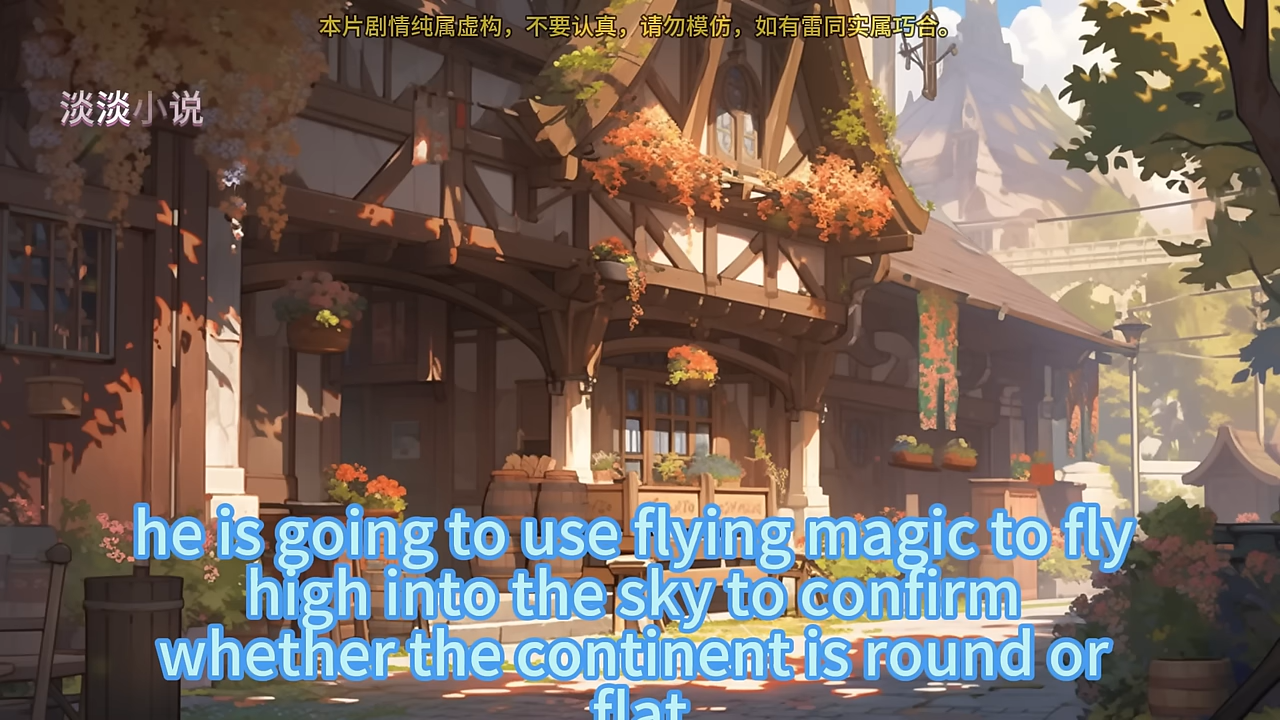 本片剧情纯属虚构，不要认真，请勿模仿，如有雷同实属巧合。
淡淡小说
he is going to use flying magic to fly
high into the sky to confirm
whether the continent is round or
flat